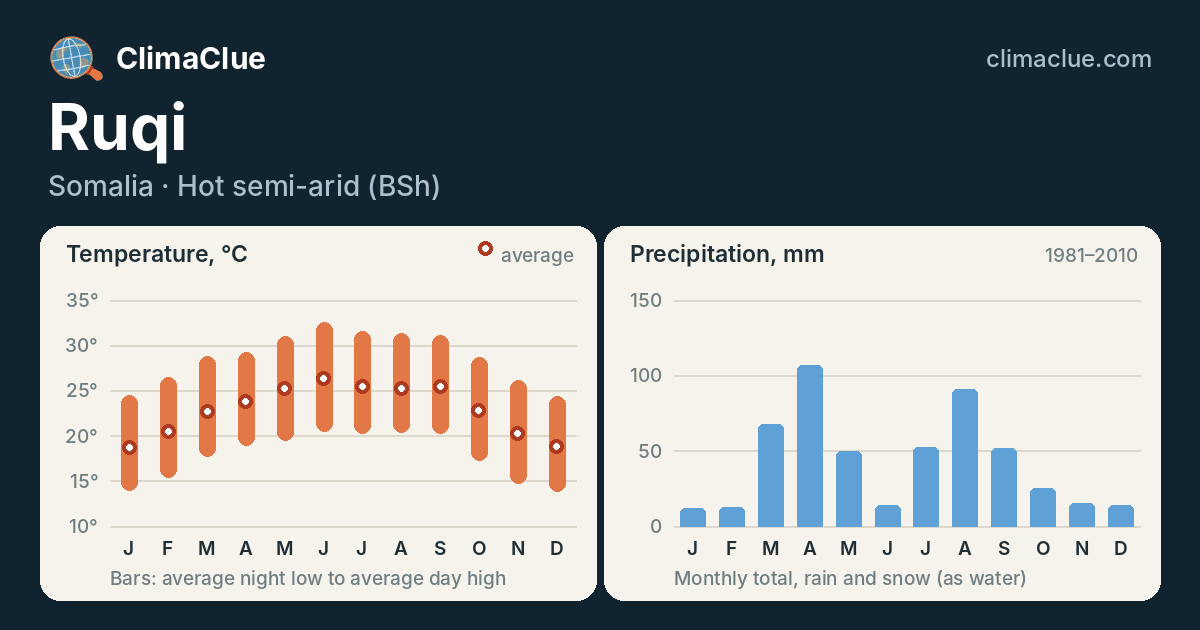 ClimaClue
climaclue.com
Ruqi
Somalia · Hot semi-arid (BSh)
Temperature, °C
average
35°
30°
25°
20°
15°
10°
J F M A M J J A S O N D
Bars: average night low to average day high
Precipitation, mm
1981–2010
150
100
50
0
J F M A M J J A S O N D
Monthly total, rain and snow (as water)